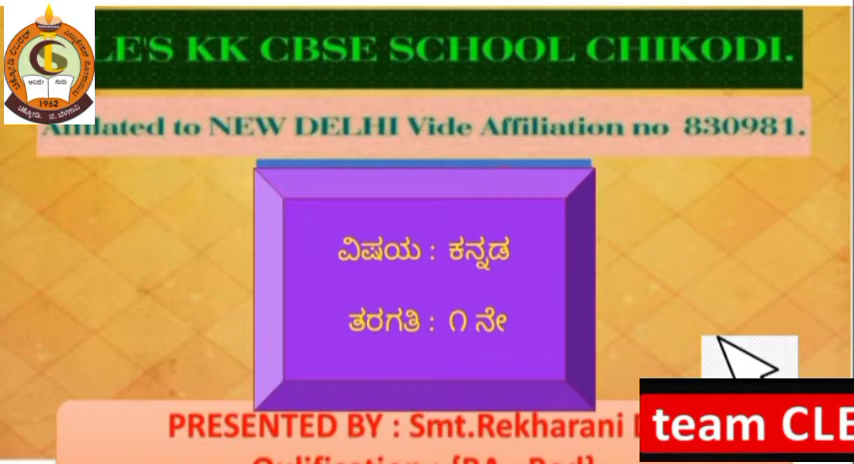 LE'S KK CBSE SCHOOL CHIKODI.
Affiliated to NEW DELHI Vide Affiliation no 830981.
1962
ವಿಷಯ : ಕನ್ನಡ
ತರಗತಿ : ೧ ನೇ
PRESENTED BY : Smt.Rekharani
team CLE